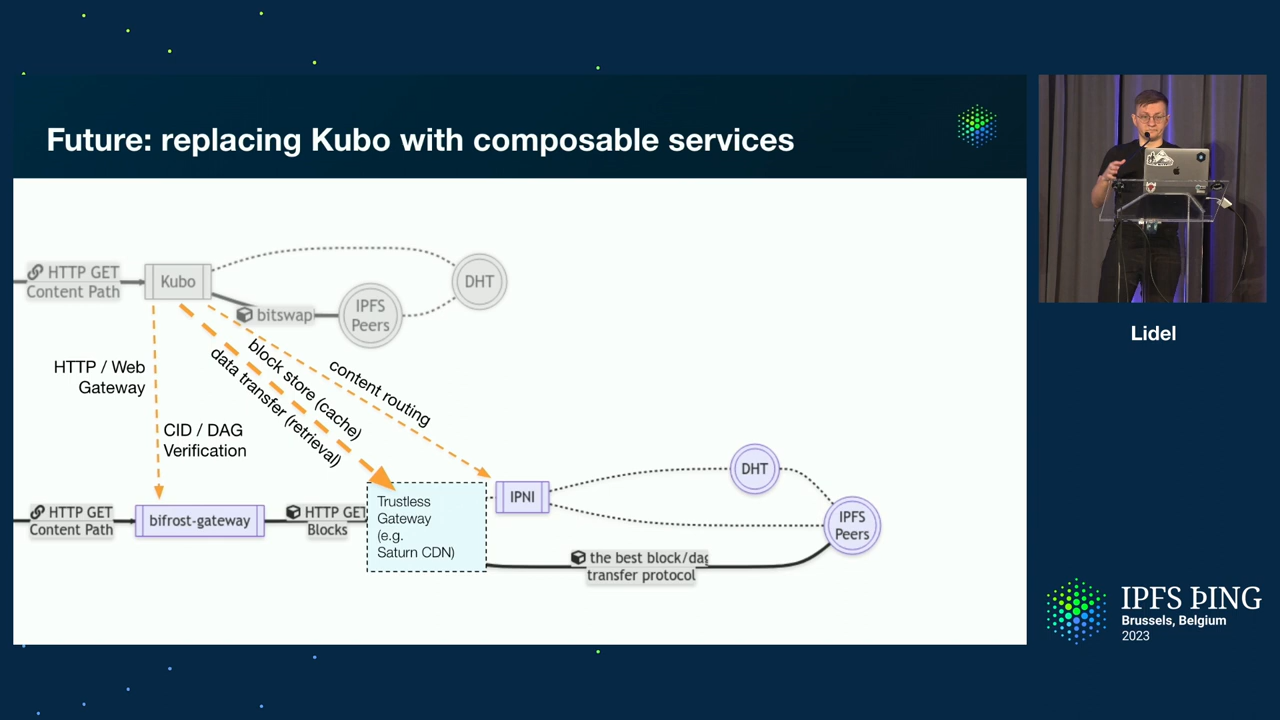 Future: replacing Kubo with composable services
HTTP GET
Content Path
Kubo
DHT
IPFS
Peers
bitswap
HTTP / Web
Gateway
CID / DAG
Verification
block store (cache)
data transfer (retrieval)
content routing
HTTP GET
Content Path
bifrost-gateway
HTTP GET
Blocks
Trustless
Gateway
(e.g.
Saturn CDN)
IPNI
DHT
IPFS
Peers
the best block/dag
transfer protocol
Lidel
IPFS ÞING
Brussels, Belgium
2023